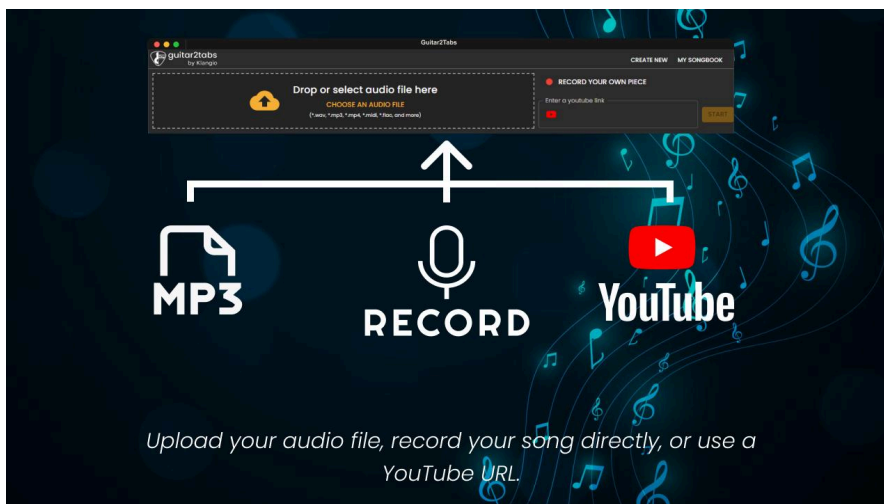 Guitar2Tabs
guitar2tabs
by Klangio
CREATE NEW MY SONGBOOK
Drop or select audio file here
CHOOSE AN AUDIO FILE
(*.wav, *.mp3, *.mp4, *.midi, *.flac, and more)
RECORD YOUR OWN PIECE
Enter a youtube link
START
MP3
RECORD
YouTube
Upload your audio file, record your song directly, or use a
YouTube URL.